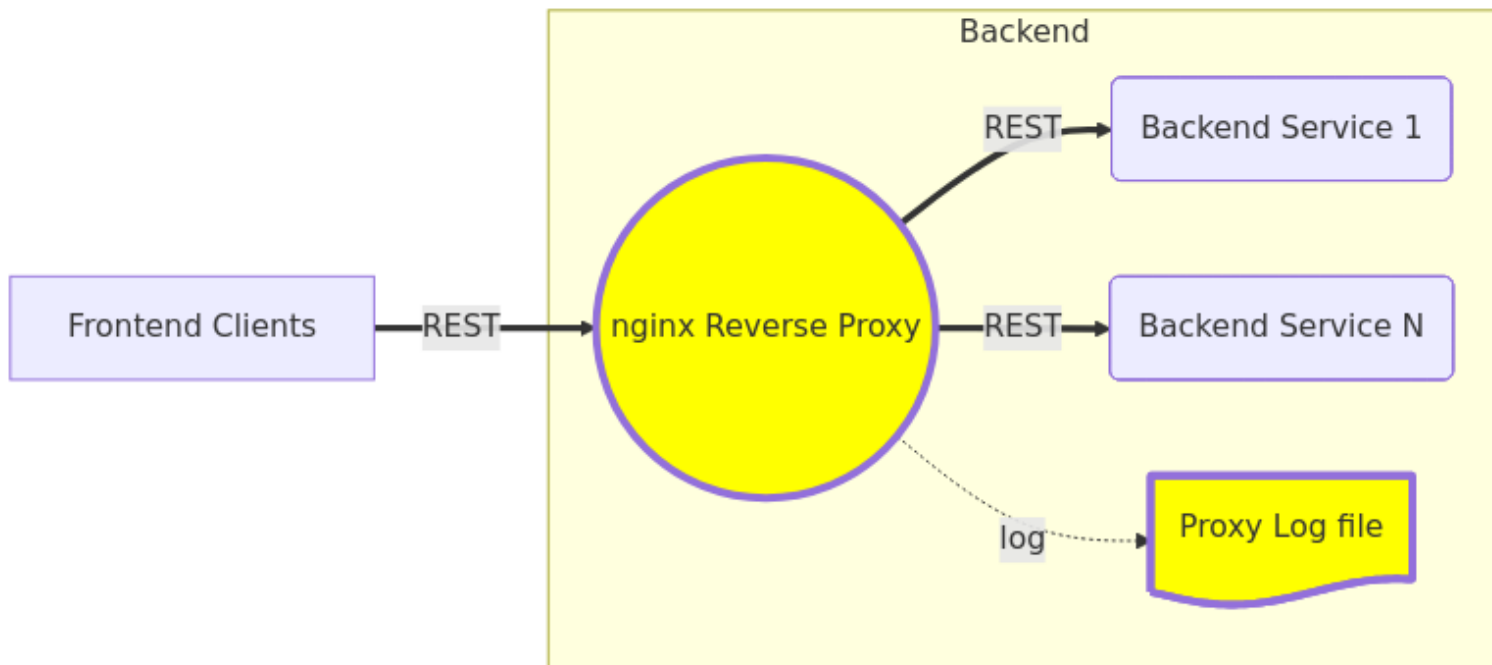 Backend
REST
Backend Service 1
Frontend Clients
REST
nginx Reverse Proxy
REST
Backend Service N
log
Proxy Log file